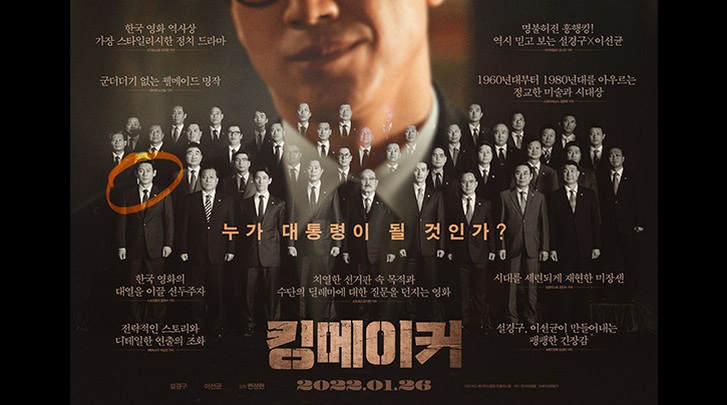 한국 영화 역사상
가장 스타일리시한 정치 드라마
명불허전 흥행킹!
역시 믿고 보는 설경구×이선균
군더더기 없는 웰메이드 명작
1960년대부터 1980년대를 아우르는
정교한 미술과 시대상
누가 대통령이 될 것인가?
한국 영화의
대열을 이끌 선두주자
치열한 선거판 속 목적과
수단의 딜레마에 대한 질문을 던지는 영화
시대를 세련되게 재현한 미장센
전략적인 스토리와
디테일한 연출의 조화
설경구, 이선균이 만들어내는
팽팽한 긴장감
킹메이커
설경구 이선균 감독 변성현
2022.01.26